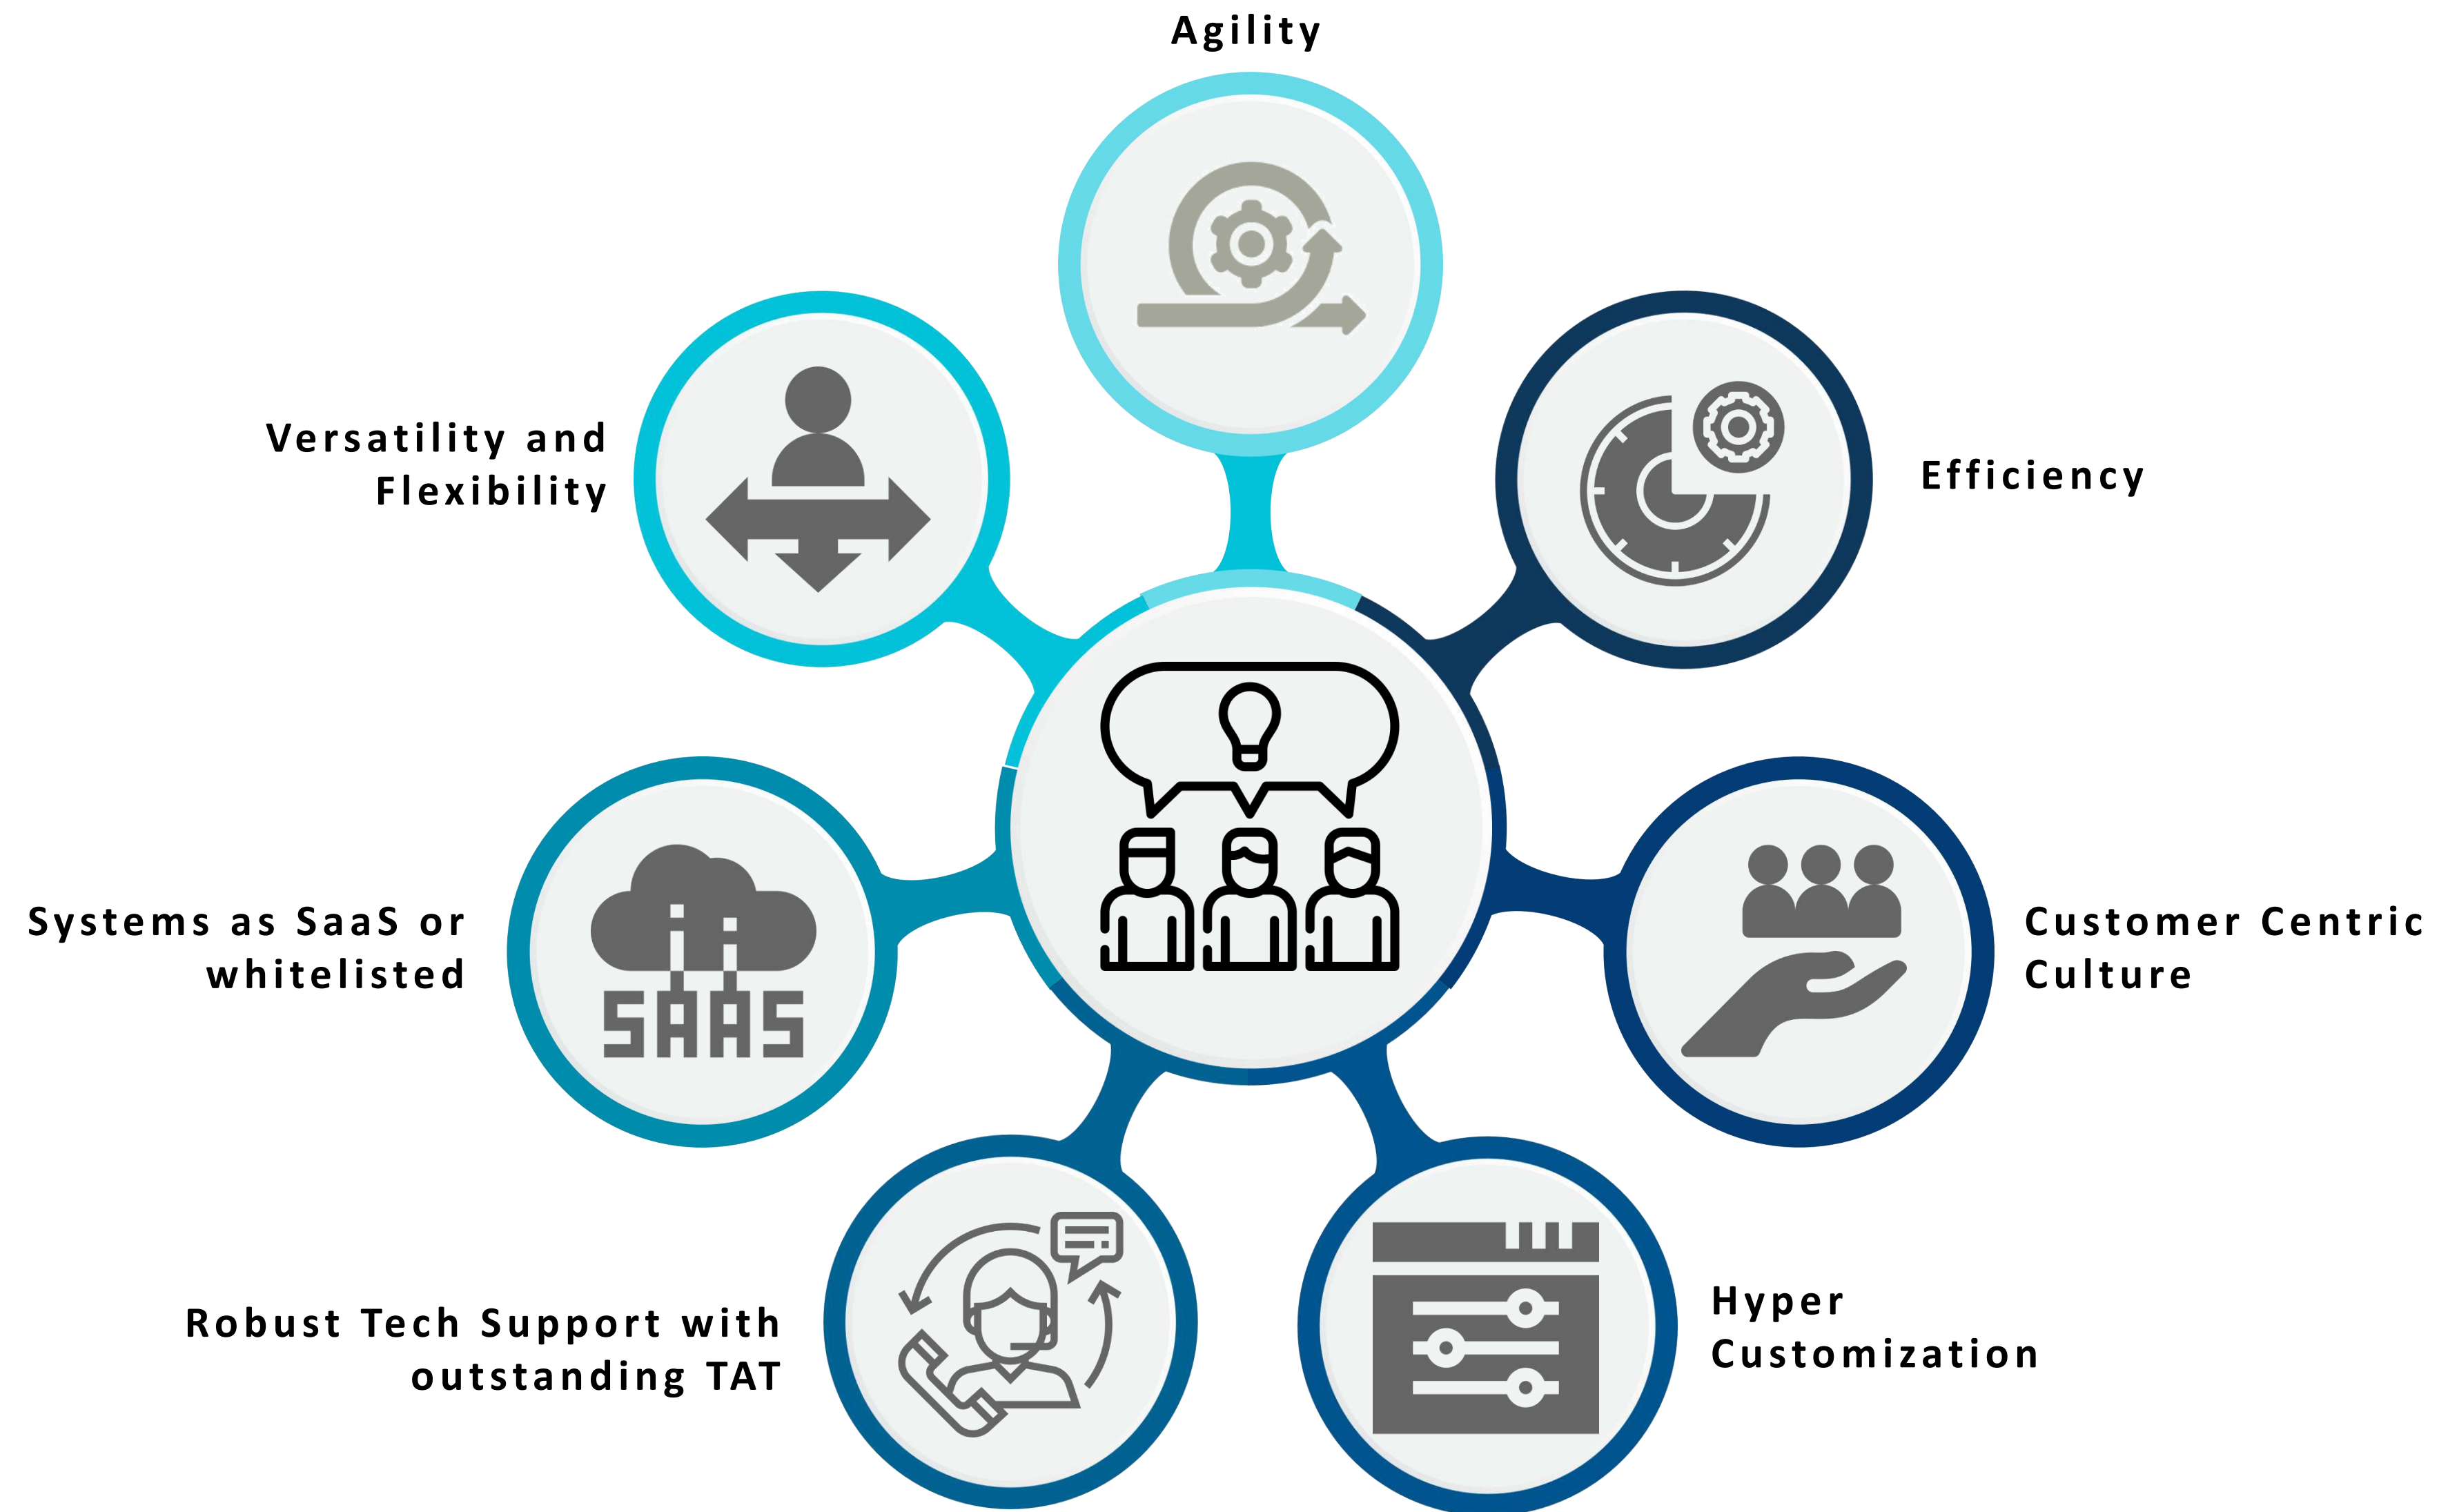 Agility
Versatility and
Flexibility
Efficiency
Systems as SaaS or
whitelisted
SAAS
Customer Centric
Culture
Robust Tech Support with
outstanding TAT
Hyper
Customization